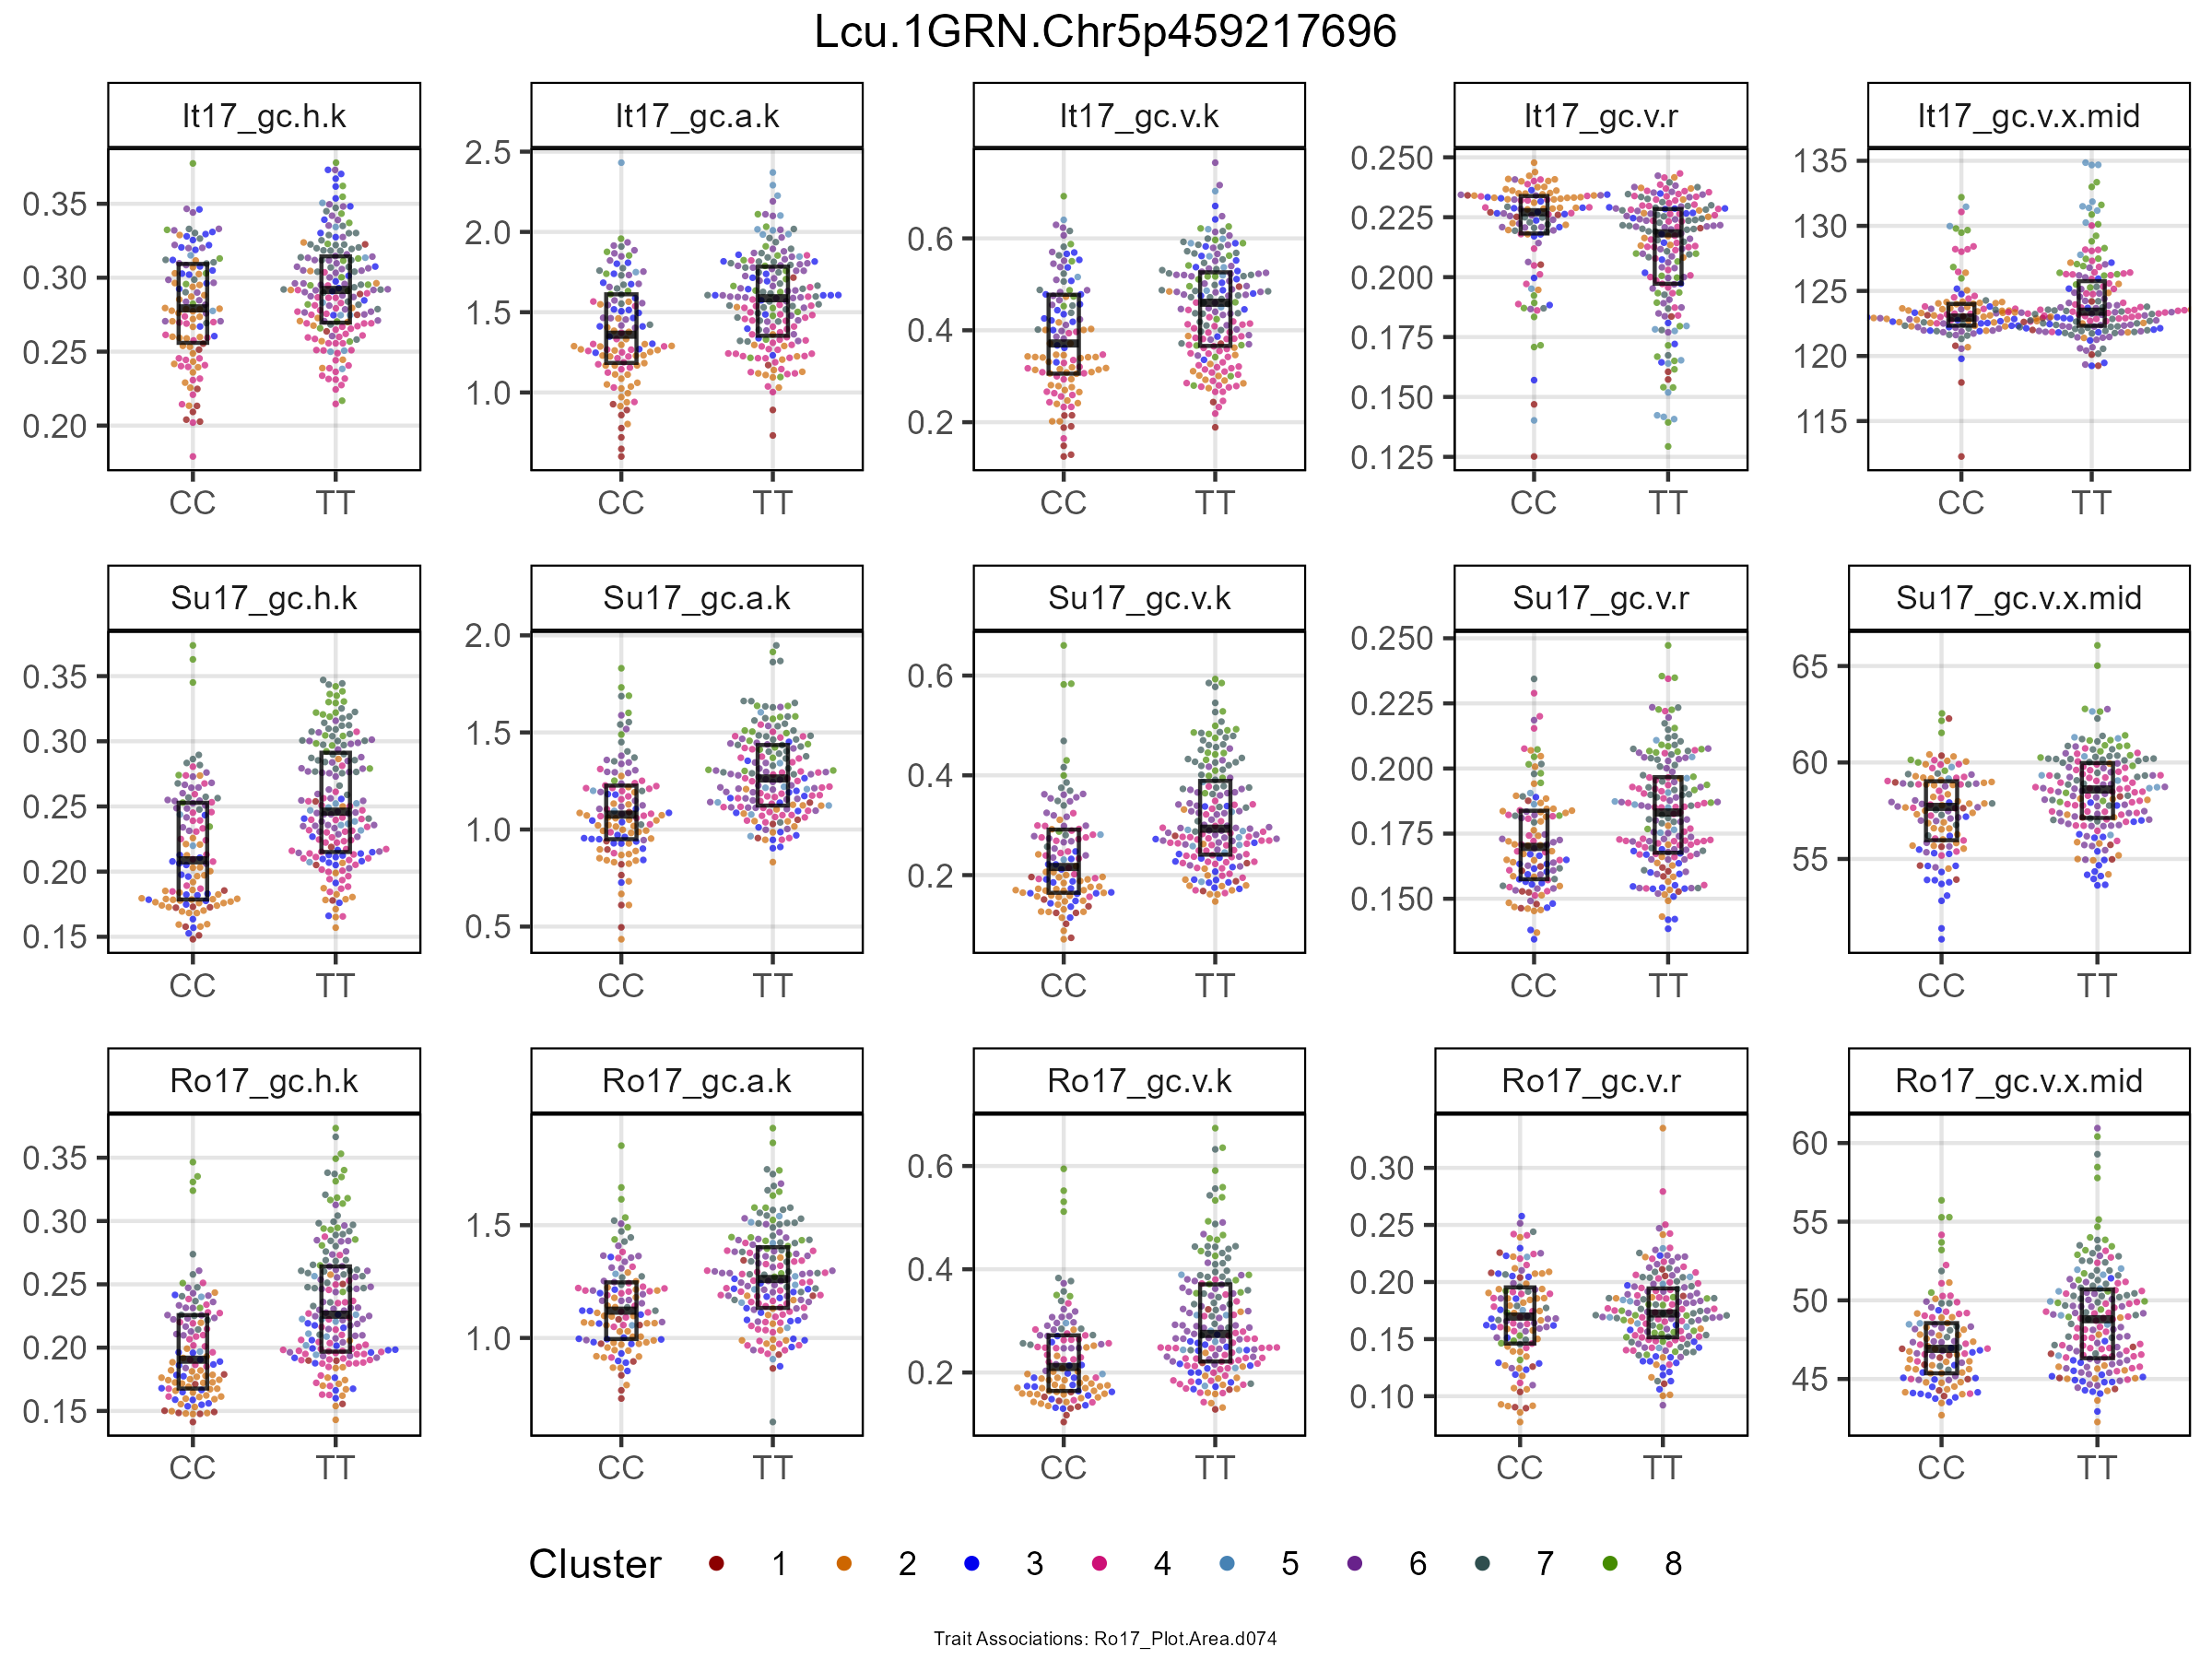 Lcu.1GRN.Chr5p459217696
It17_gc.h.k It17_gc.a.k It17_gc.v.k It17_gc.v.r It17_gc.v.x.mid
0.35 0.30 0.25 0.20
2.5 2.0 1.5 1.0
0.6 0.4 0.2
0.250 0.225 0.200 0.175 0.150 0.125
135 130 125 120 115
CC TT CC TT CC TT CC TT CC TT
Su17_gc.h.k Su17_gc.a.k Su17_gc.v.k Su17_gc.v.r Su17_gc.v.x.mid
0.35 0.30 0.25 0.20 0.15
2.0 1.5 1.0 0.5
0.6 0.4 0.2
0.250 0.225 0.200 0.175 0.150
65 60 55
CC TT CC TT CC TT CC TT CC TT
Ro17_gc.h.k Ro17_gc.a.k Ro17_gc.v.k Ro17_gc.v.r Ro17_gc.v.x.mid
0.35 0.30 0.25 0.20 0.15
1.5 1.0
0.6 0.4 0.2
0.30 0.25 0.20 0.15 0.10
60 55 50 45
CC TT CC TT CC TT CC TT CC TT
Cluster 1 2 3 4 5 6 7 8
Trait Associations: Ro17_Plot.Area.d074